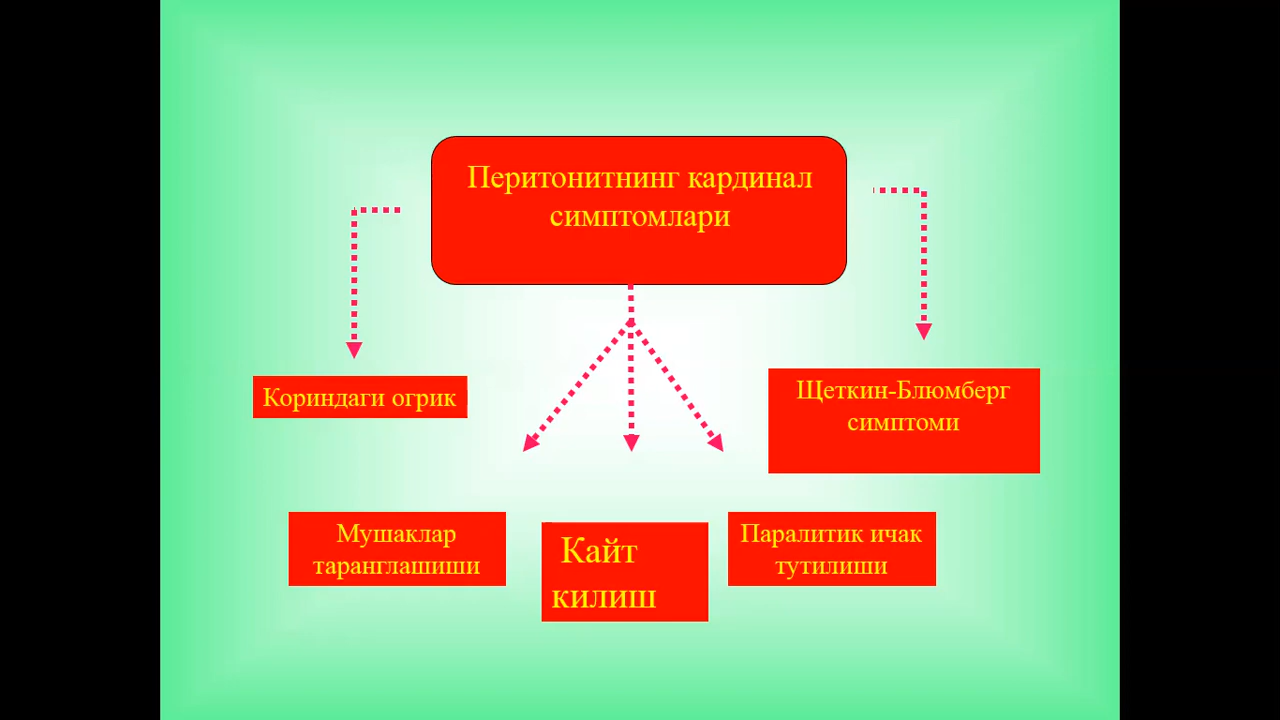 Перитонитнинг кардинал
симптомлари
Кориндаги огрик
Щеткин-Блюмберг
симптоми
Мушаклар
таранглашиши
Кайт
килиш
Паралитик ичак
тутилиши